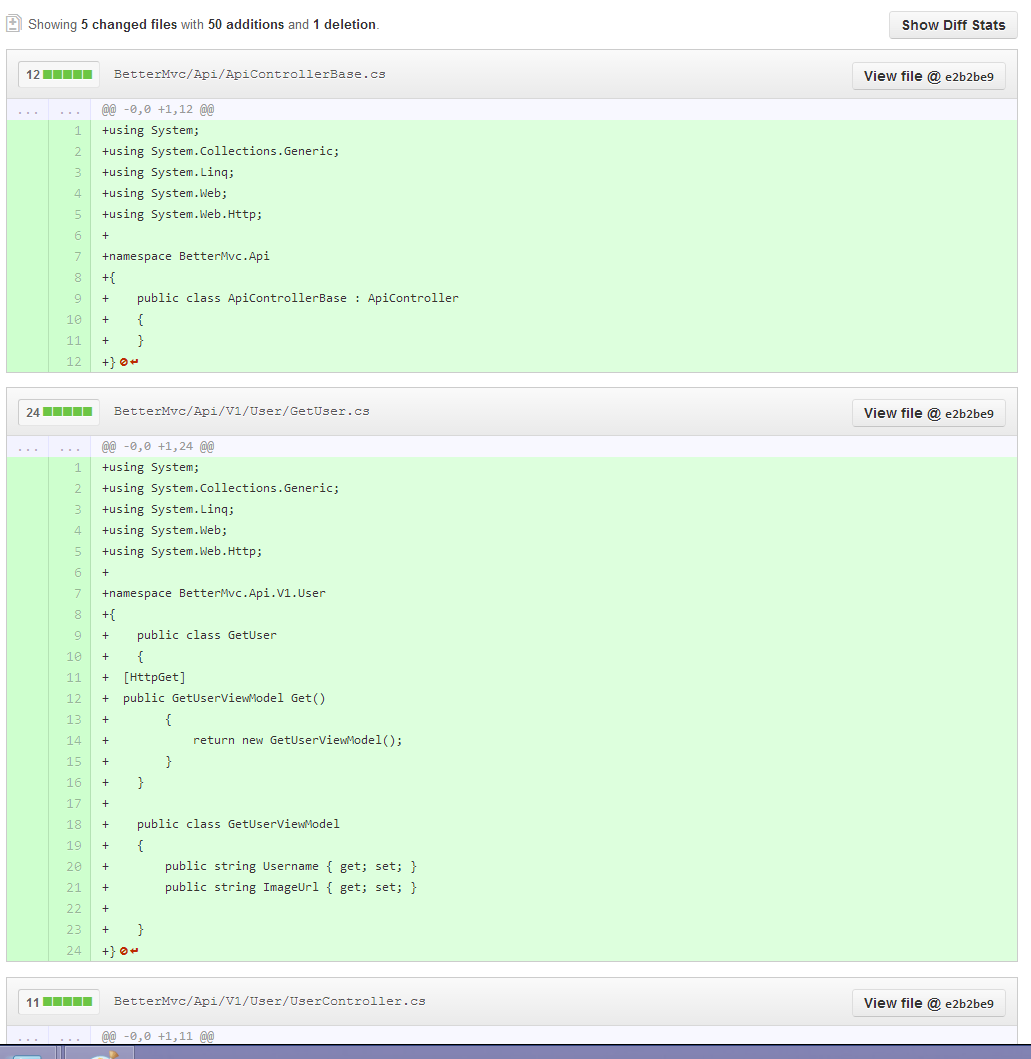 Showing 5 changed files with 50 additions and 1 deletion.
Show Diff Stats
12 BetterMvc/Api/ApiControllerBase.cs View file @ e2b2be9
... ... @@ -0,0 +1,12 @@
1 +using System;
2 +using System.Collections.Generic;
3 +using System.Linq;
4 +using System.Web;
5 +using System.Web.Http;
6 +
7 +namespace BetterMvc.Api
8 +{
9 +    public class ApiControllerBase : ApiController
10 +    {
11 +    }
12 +}
24 BetterMvc/Api/V1/User/GetUser.cs View file @ e2b2be9
... ... @@ -0,0 +1,24 @@
1 +using System;
2 +using System.Collections.Generic;
3 +using System.Linq;
4 +using System.Web;
5 +using System.Web.Http;
6 +
7 +namespace BetterMvc.Api.V1.User
8 +{
9 +    public class GetUser
10 +    {
11 +  [HttpGet]
12 +  public GetUserViewModel Get()
13 +        {
14 +            return new GetUserViewModel();
15 +        }
16 +    }
17 +
18 +    public class GetUserViewModel
19 +    {
20 +        public string Username { get; set; }
21 +        public string ImageUrl { get; set; }
22 +
23 +    }
24 +}
11 BetterMvc/Api/V1/User/UserController.cs View file @ e2b2be9
... ... @@ -0,0 +1,11 @@